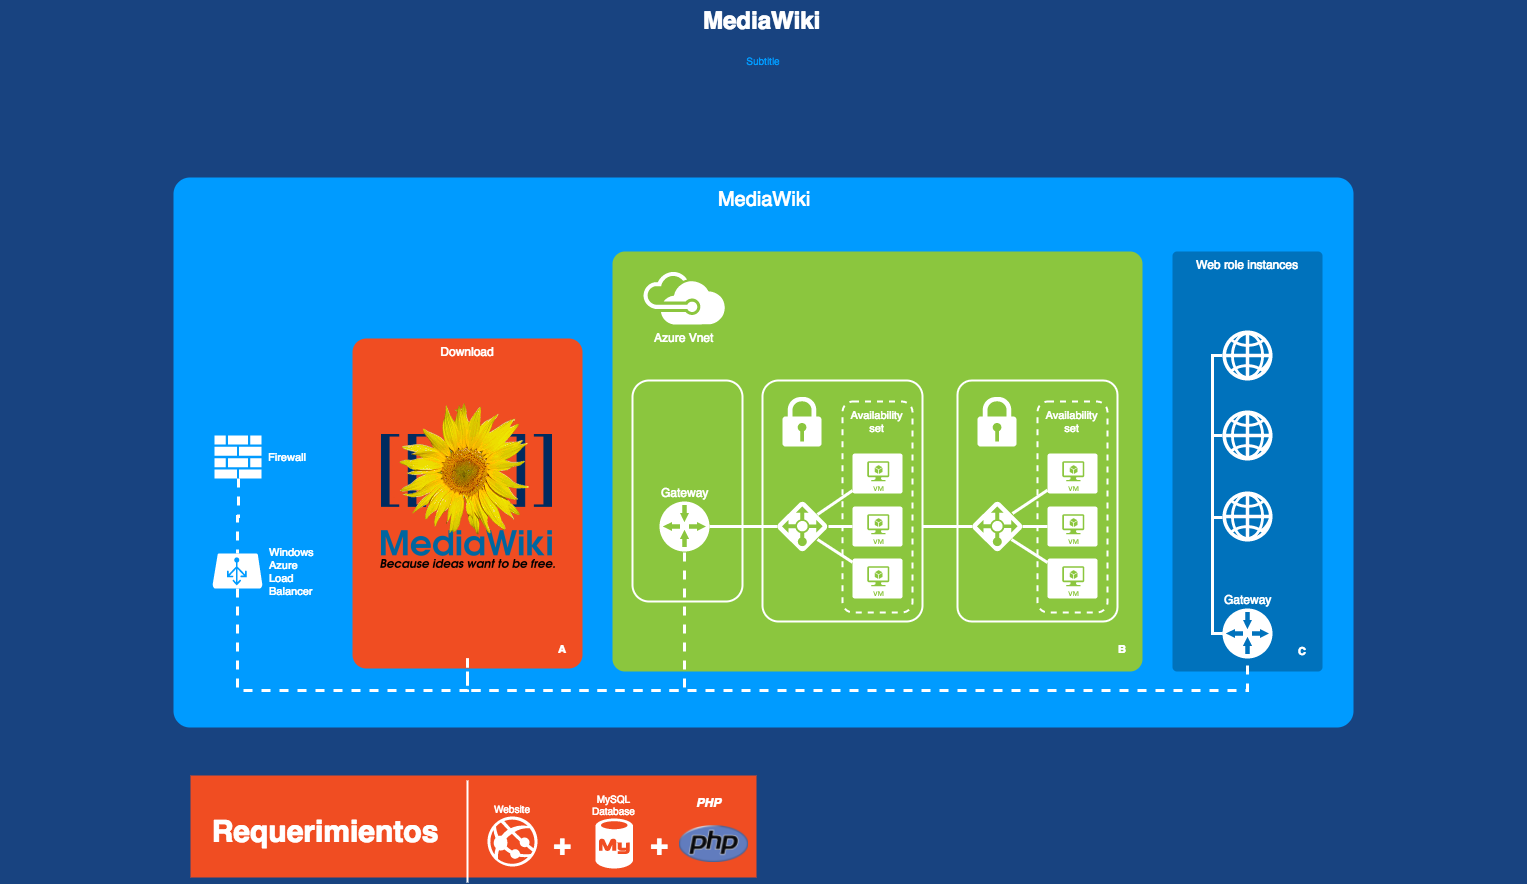 MediaWiki
Subtitle
MediaWiki
Firewall
Windows
Azure
Load
Balancer
Download
[[ ]]
MediaWiki
Because ideas want to be free.
A
Azure Vnet
Gateway
Availability
set
VM
VM
VM
Availability
set
VM
VM
VM
B
Web role instances
Gateway
C
Requerimientos
Website
+
MySQL
Database
My
+
PHP
php